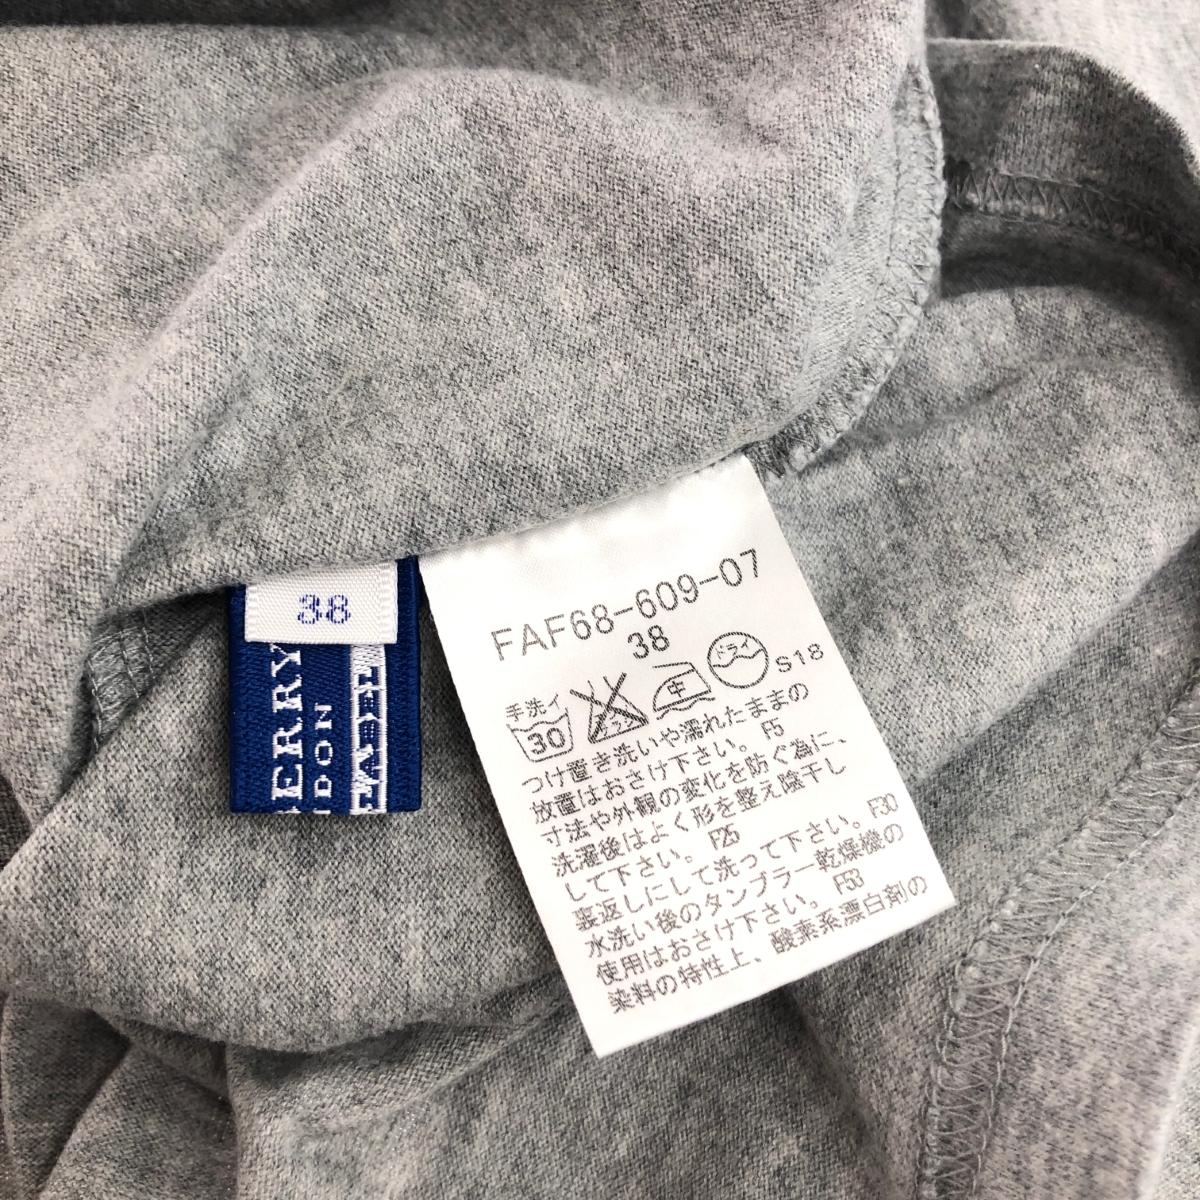 38
FAF68-609-07
38
手洗イ
30
中
ドライ
S18
つけ置き洗いや濡れたままの
放置はおさけ下さい。 F5
寸法や外観の変化を防ぐ為に、
洗濯後はよく形を整え陰干し
して下さい。 F25
裏返しにして洗って下さい。F30
水洗い後のタンブラー乾燥機の
使用はおさけ下さい。 F53
染料の特性上、酸素系漂白剤の
ERRY
DON
LABEL